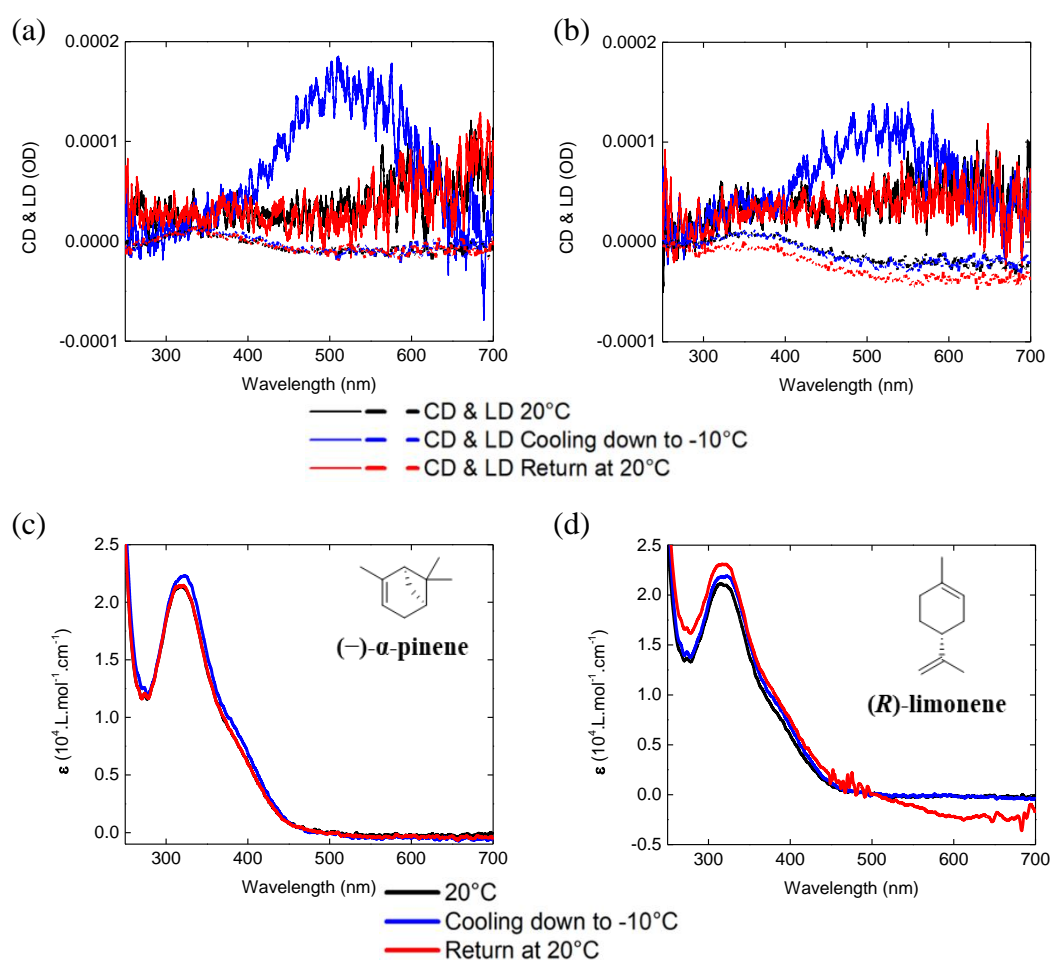 (a)
(b)
0.0002
0.0001
0.0000
-0.0001
CD & LD (OD)
300 400 500 600 700
Wavelength (nm)
0.0002
0.0001
0.0000
-0.0001
CD & LD (OD)
300 400 500 600 700
Wavelength (nm)
CD & LD 20°C
CD & LD Cooling down to -10°C
CD & LD Return at 20°C
(c)
(d)
2.5
2.0
1.5
1.0
0.5
0.0
ε (10⁴.L.mol⁻¹.cm⁻¹)
(−)-α-pinene
300 400 500 600 700
Wavelength (nm)
2.5
2.0
1.5
1.0
0.5
0.0
-0.5
ε (10⁴.L.mol⁻¹.cm⁻¹)
(R)-limonene
300 400 500 600 700
Wavelength (nm)
20°C
Cooling down to -10°C
Return at 20°C